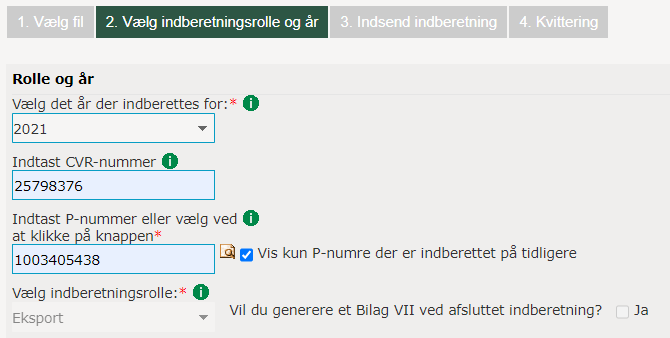 1. Vælg fil 2. Vælg indberetningsrolle og år 3. Indsend indberetning 4. Kvittering
Rolle og år
Vælg det år der indberettes for:*
2021
Indtast CVR-nummer
25798376
Indtast P-nummer eller vælg ved
at klikke på knappen*
1003405438 Vis kun P-numre der er indberettet på tidligere
Vælg indberetningsrolle:*
Eksport Vil du generere et Bilag VII ved afsluttet indberetning? Ja